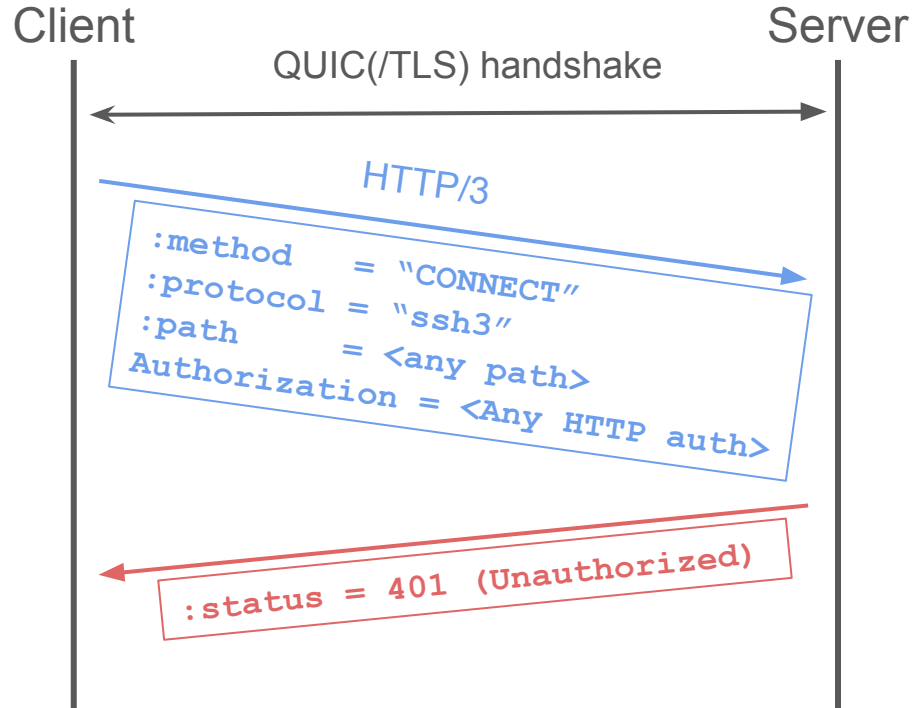 Client
Server
QUIC(/TLS) handshake
HTTP/3
:method = “CONNECT”
:protocol = “ssh3”
:path = <any path>
Authorization = <Any HTTP auth>
:status = 401 (Unauthorized)